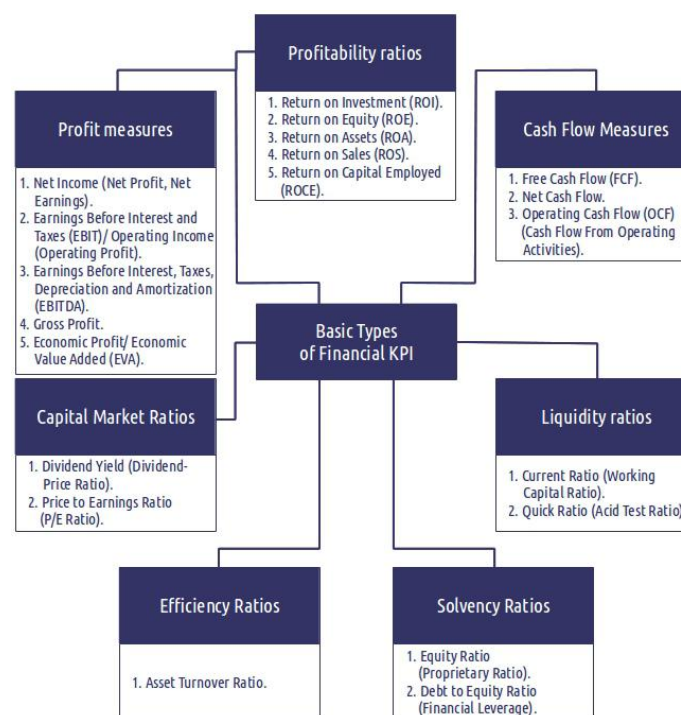 Profitability ratios
1. Return on Investment (ROI).
2. Return on Equity (ROE).
3. Return on Assets (ROA).
4. Return on Sales (ROS).
5. Return on Capital Employed
(ROCE).
Profit measures
1. Net Income (Net Profit, Net
Earnings).
2. Earnings Before Interest and
Taxes (EBIT)/ Operating Income
(Operating Profit).
3. Earnings Before Interest, Taxes,
Depreciation and Amortization
(EBITDA).
4. Gross Profit.
5. Economic Profit/ Economic
Value Added (EVA).
Cash Flow Measures
1. Free Cash Flow (FCF).
2. Net Cash Flow.
3. Operating Cash Flow (OCF)
(Cash Flow From Operating
Activities).
Basic Types
of Financial KPI
Capital Market Ratios
1. Dividend Yield (Dividend-
Price Ratio).
2. Price to Earnings Ratio
(P/E Ratio).
Liquidity ratios
1. Current Ratio (Working
Capital Ratio).
2. Quick Ratio (Acid Test Ratio)
Efficiency Ratios
1. Asset Turnover Ratio.
Solvency Ratios
1. Equity Ratio
(Proprietary Ratio).
2. Debt to Equity Ratio
(Financial Leverage).